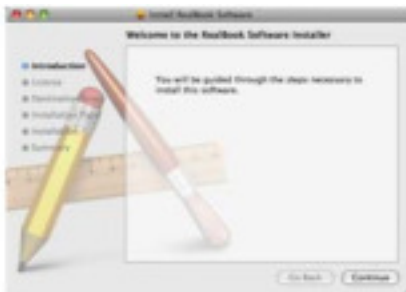 Install RealBook Software
Welcome to the RealBook Software Installer
Introduction
License
Destination
Installation Type
Installation
Summary
You will be guided through the steps necessary to
install this software.
Go Back
Continue